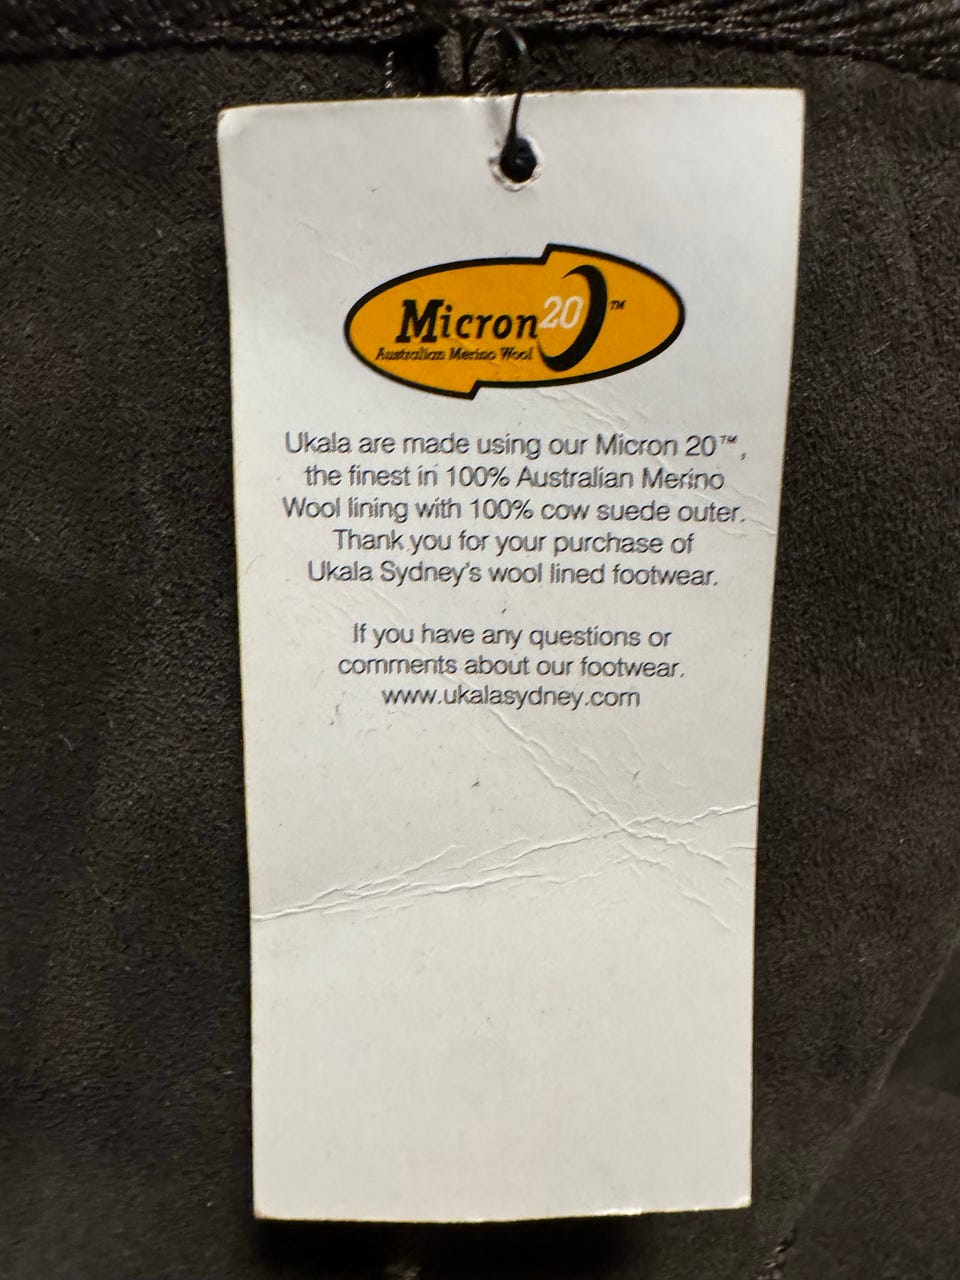 Micron20™
Australian Merino Wool
Ukala are made using our Micron 20™,
the finest in 100% Australian Merino
Wool lining with 100% cow suede outer.
Thank you for your purchase of
Ukala Sydney's wool lined footwear.
If you have any questions or
comments about our footwear.
www.ukalasydney.com